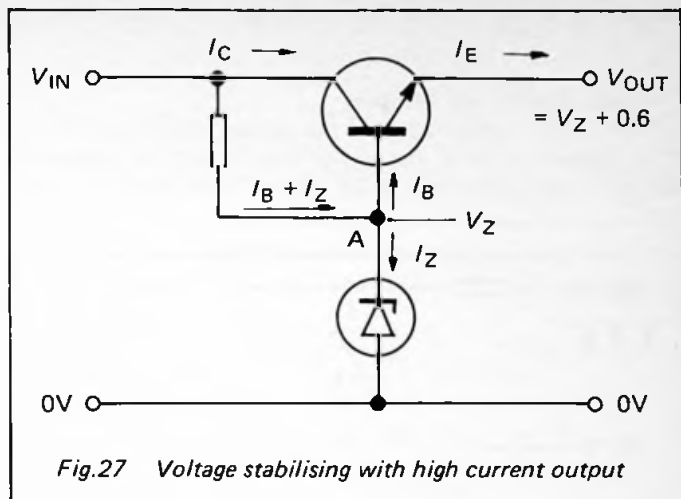 I_C I_E
V_IN V_OUT
= V_Z + 0.6
I_B + I_Z I_B
A V_Z
I_Z
0V 0V
Fig.27 Voltage stabilising with high current output